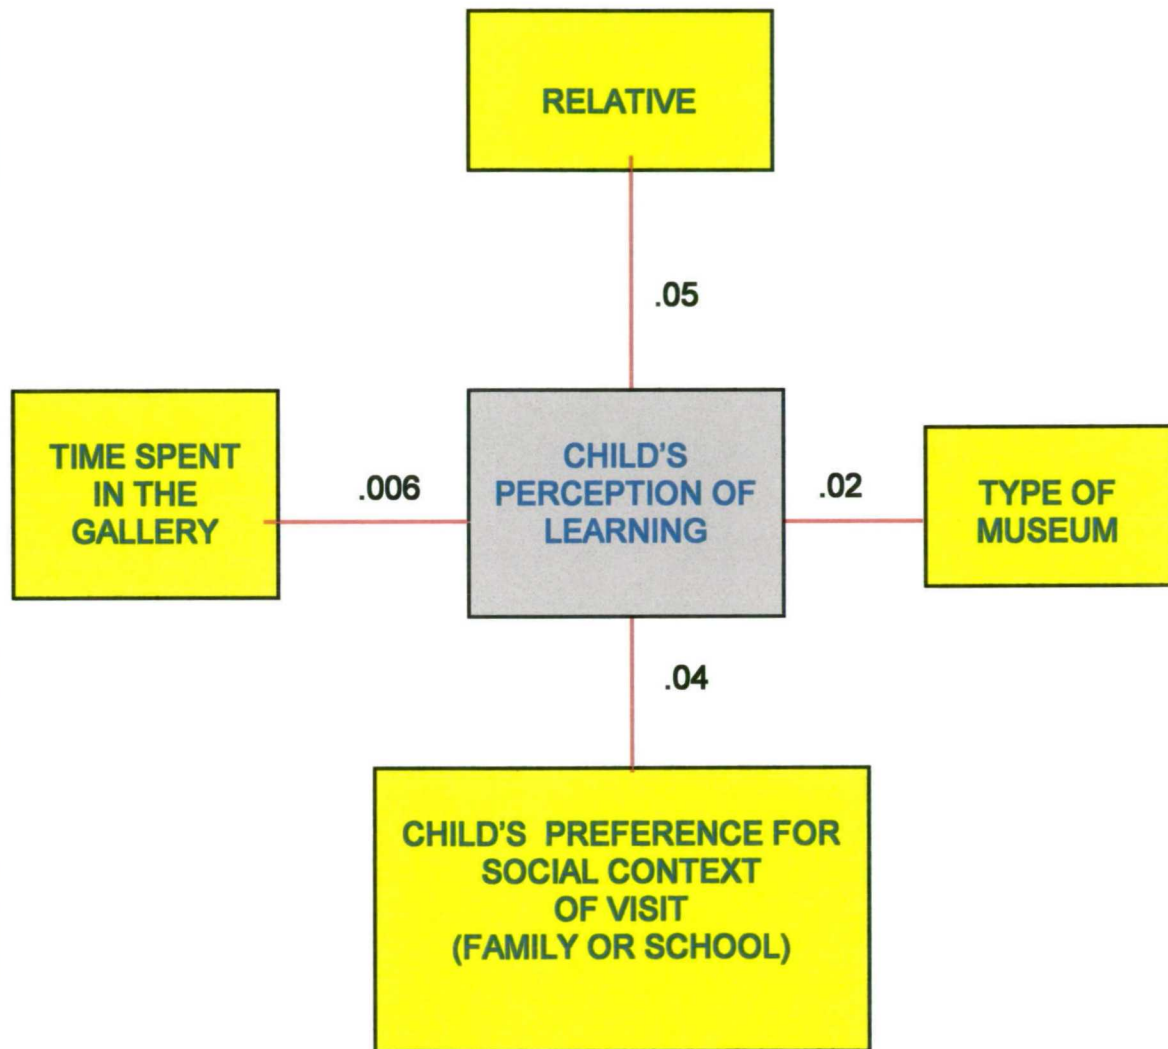 RELATIVE
.05
TIME SPENT
IN THE
GALLERY
.006
CHILD'S
PERCEPTION OF
LEARNING
.02
TYPE OF
MUSEUM
.04
CHILD'S PREFERENCE FOR
SOCIAL CONTEXT
OF VISIT
(FAMILY OR SCHOOL)